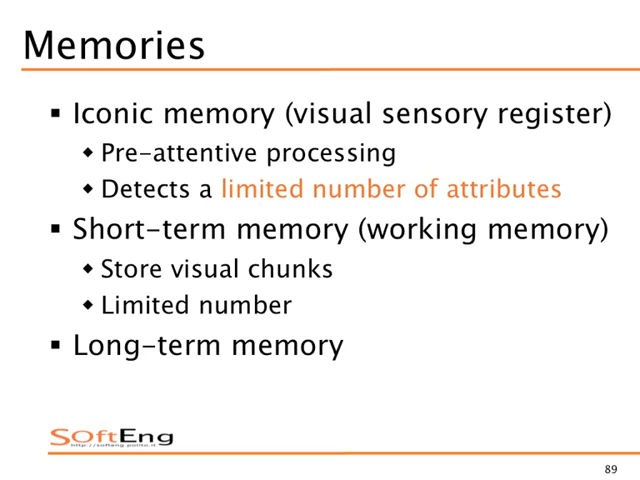 Memories
▪ Iconic memory (visual sensory register)
◆ Pre-attentive processing
◆ Detects a limited number of attributes
▪ Short-term memory (working memory)
◆ Store visual chunks
◆ Limited number
▪ Long-term memory
SOftEng
http://softeng.polito.it
89